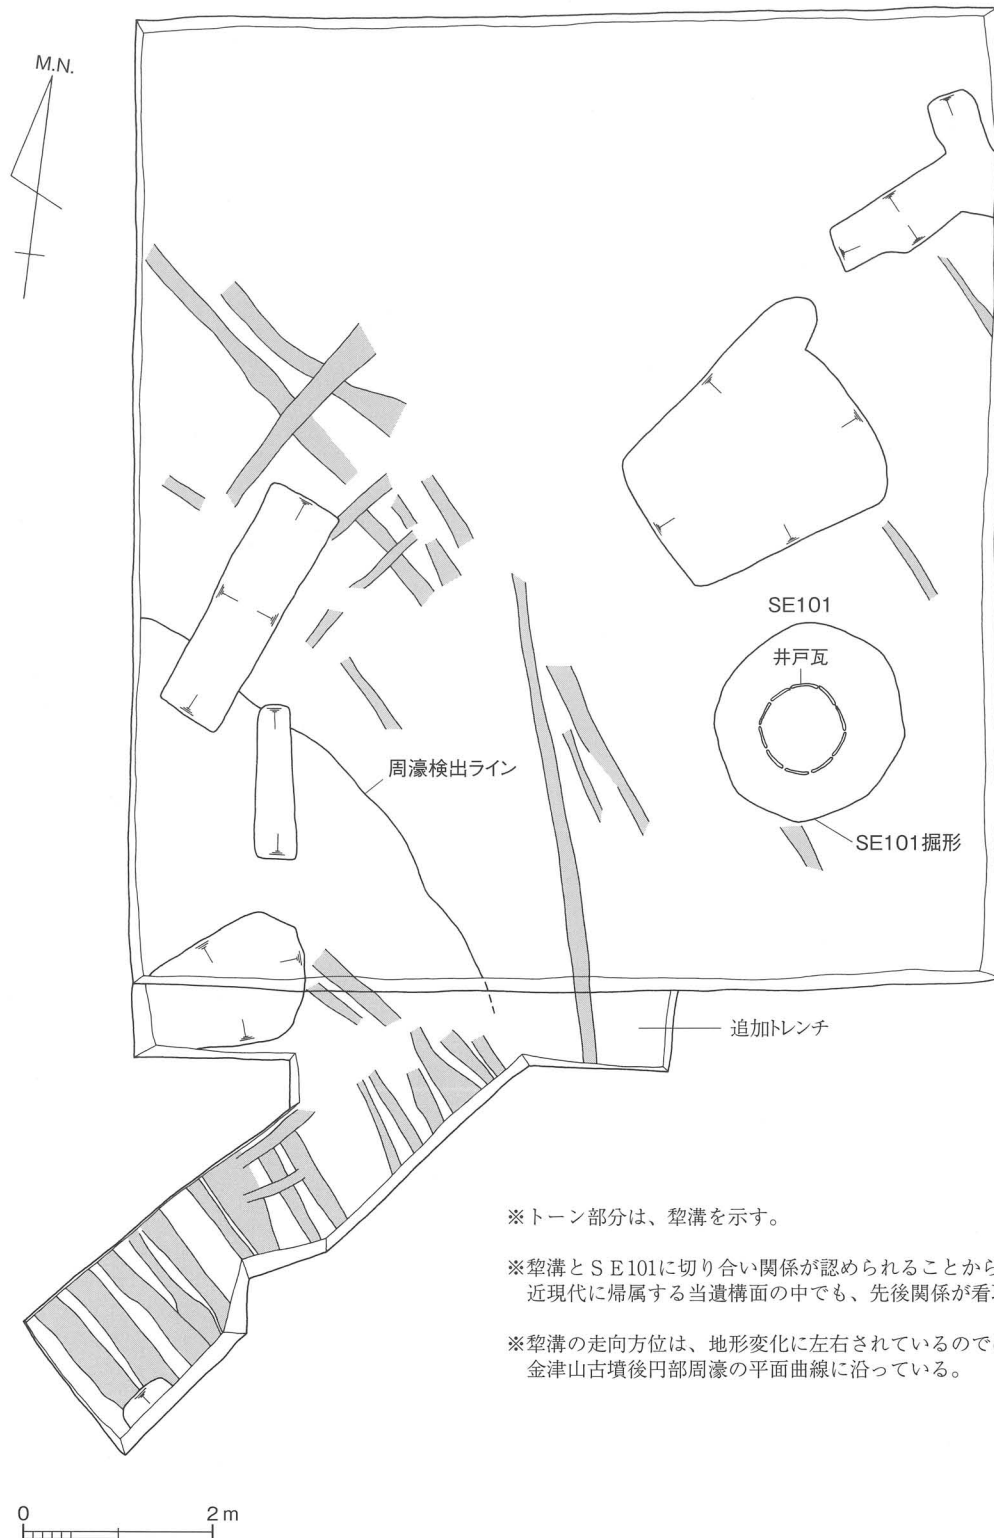 M.N.
SE101
井戸瓦
周濠検出ライン
SE101掘形
追加トレンチ
※トーン部分は、犂溝を示す。
※犂溝とＳＥ101に切り合い関係が認められることから
近現代に帰属する当遺構面の中でも、先後関係が看
※犂溝の走向方位は、地形変化に左右されているので
金津山古墳後円部周濠の平面曲線に沿っている。
0 2m